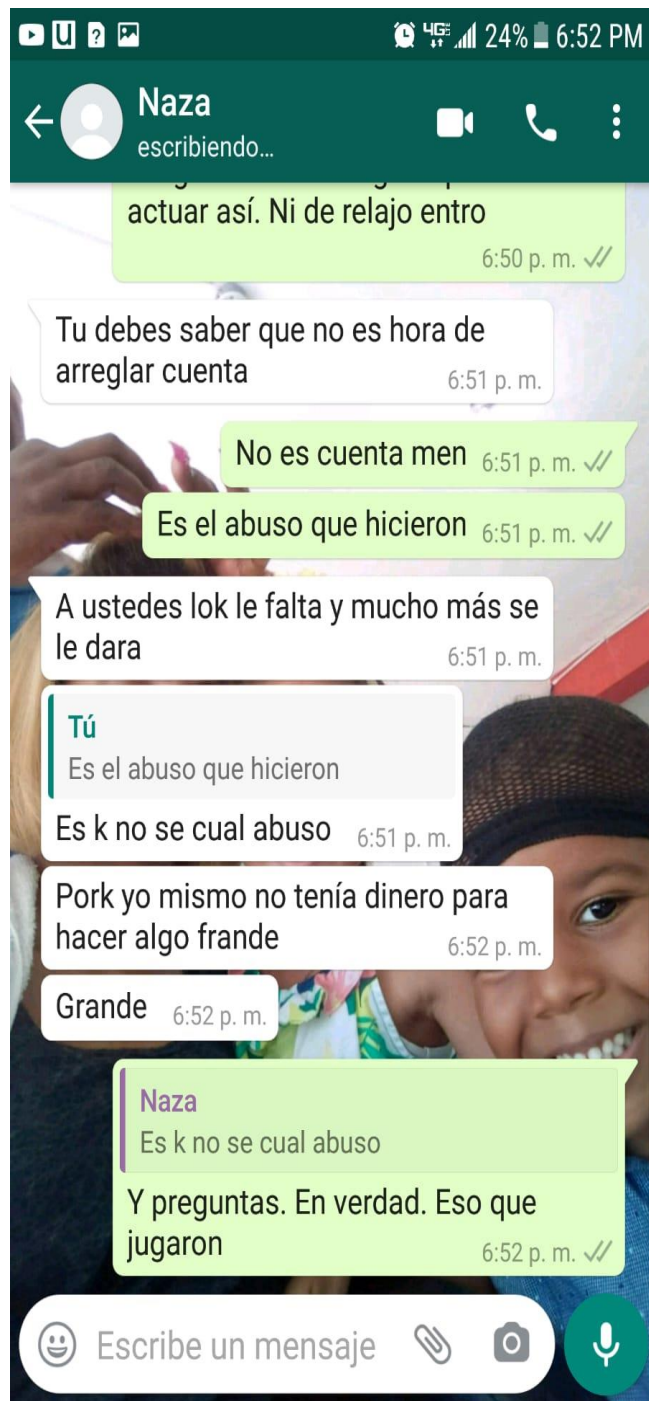 U ? 4G 24% 6:52 PM
Naza
escribiendo...
actuar así. Ni de relajo entro
6:50 p. m.
Tu debes saber que no es hora de
arreglar cuenta 6:51 p. m.
No es cuenta men 6:51 p. m.
Es el abuso que hicieron 6:51 p. m.
A ustedes lok le falta y mucho más se
le dara 6:51 p. m.
Tú
Es el abuso que hicieron
Es k no se cual abuso 6:51 p. m.
Pork yo mismo no tenía dinero para
hacer algo frande 6:52 p. m.
Grande 6:52 p. m.
Naza
Es k no se cual abuso
Y preguntas. En verdad. Eso que
jugaron 6:52 p. m.
Escribe un mensaje